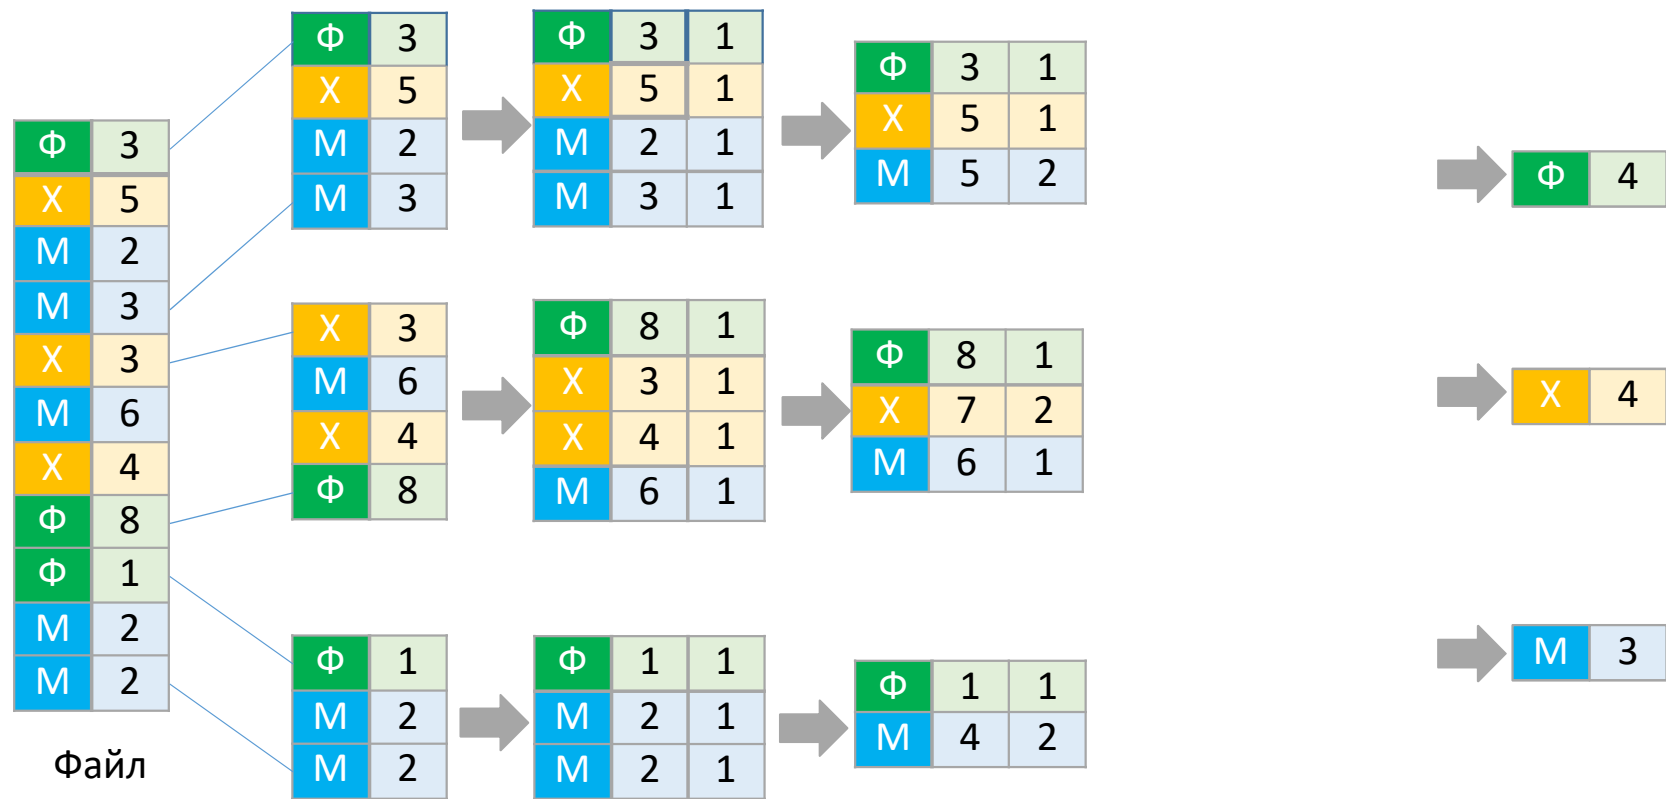 Ф 3
Х 5
М 2
М 3
Х 3
М 6
Х 4
Ф 8
Ф 1
М 2
М 2
Файл
Ф 3
Х 5
М 2
М 3
Х 3
М 6
Х 4
Ф 8
Ф 1
М 2
М 2
Ф 3 1
Х 5 1
М 2 1
М 3 1
Ф 8 1
Х 3 1
Х 4 1
М 6 1
Ф 1 1
М 2 1
М 2 1
Ф 3 1
Х 5 1
М 5 2
Ф 8 1
Х 7 2
М 6 1
Ф 1 1
М 4 2
Ф 4
Х 4
М 3